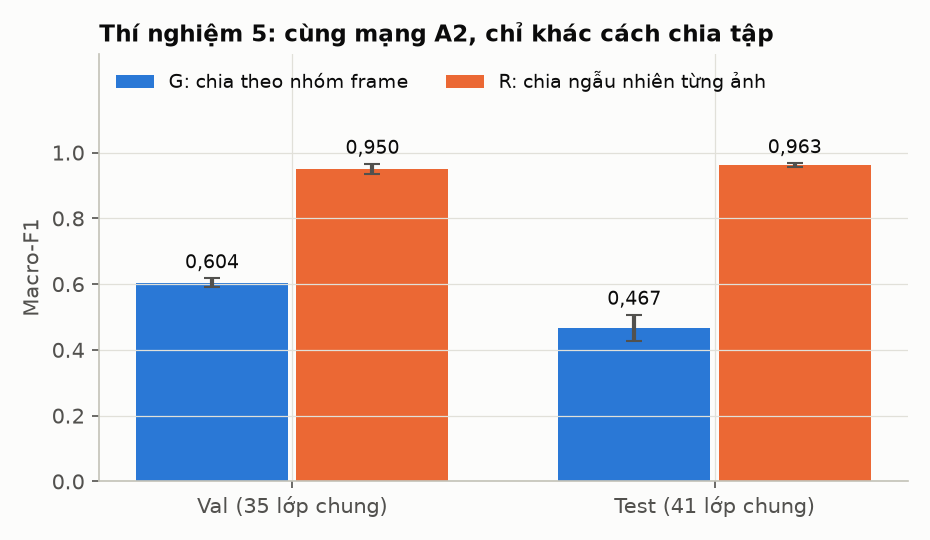 Thí nghiệm 5: cùng mạng A2, chỉ khác cách chia tập
G: chia theo nhóm frame
R: chia ngẫu nhiên từng ảnh
Macro-F1
1.0
0.8
0.6
0.4
0.2
0.0
0,604
0,950
0,467
0,963
Val (35 lớp chung)
Test (41 lớp chung)